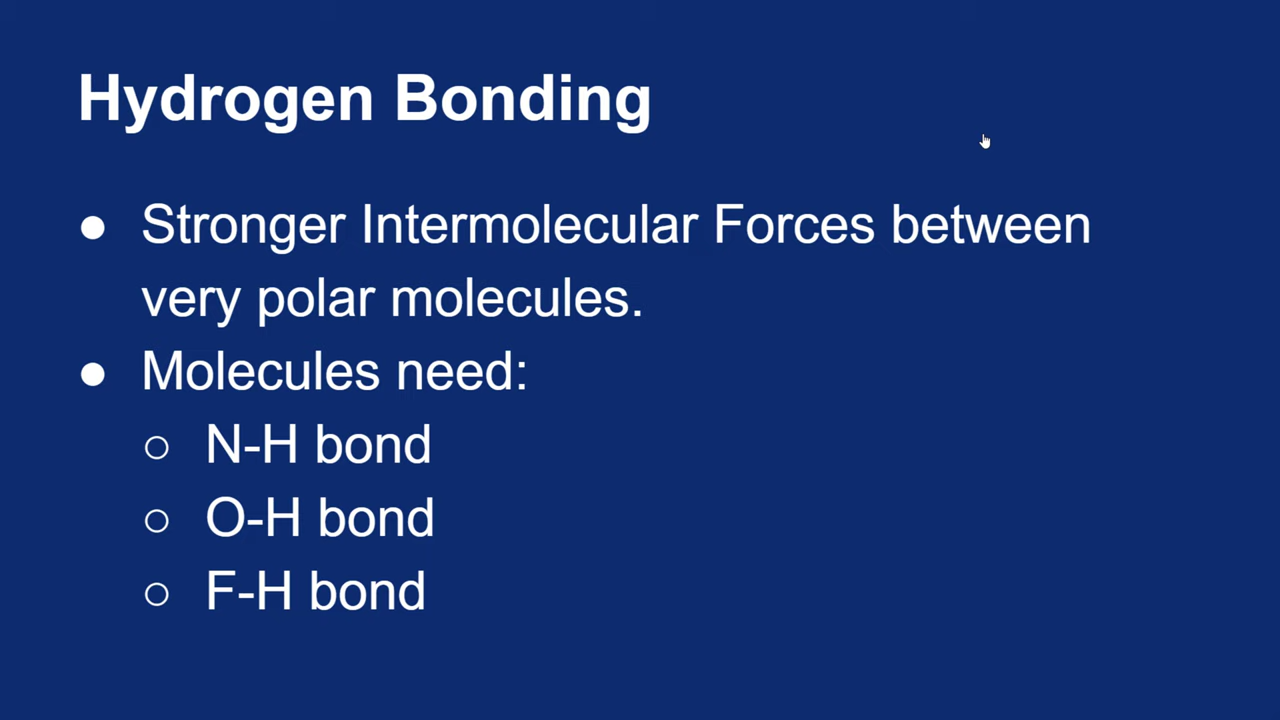 Hydrogen Bonding
● Stronger Intermolecular Forces between
very polar molecules.
● Molecules need:
○ N-H bond
○ O-H bond
○ F-H bond